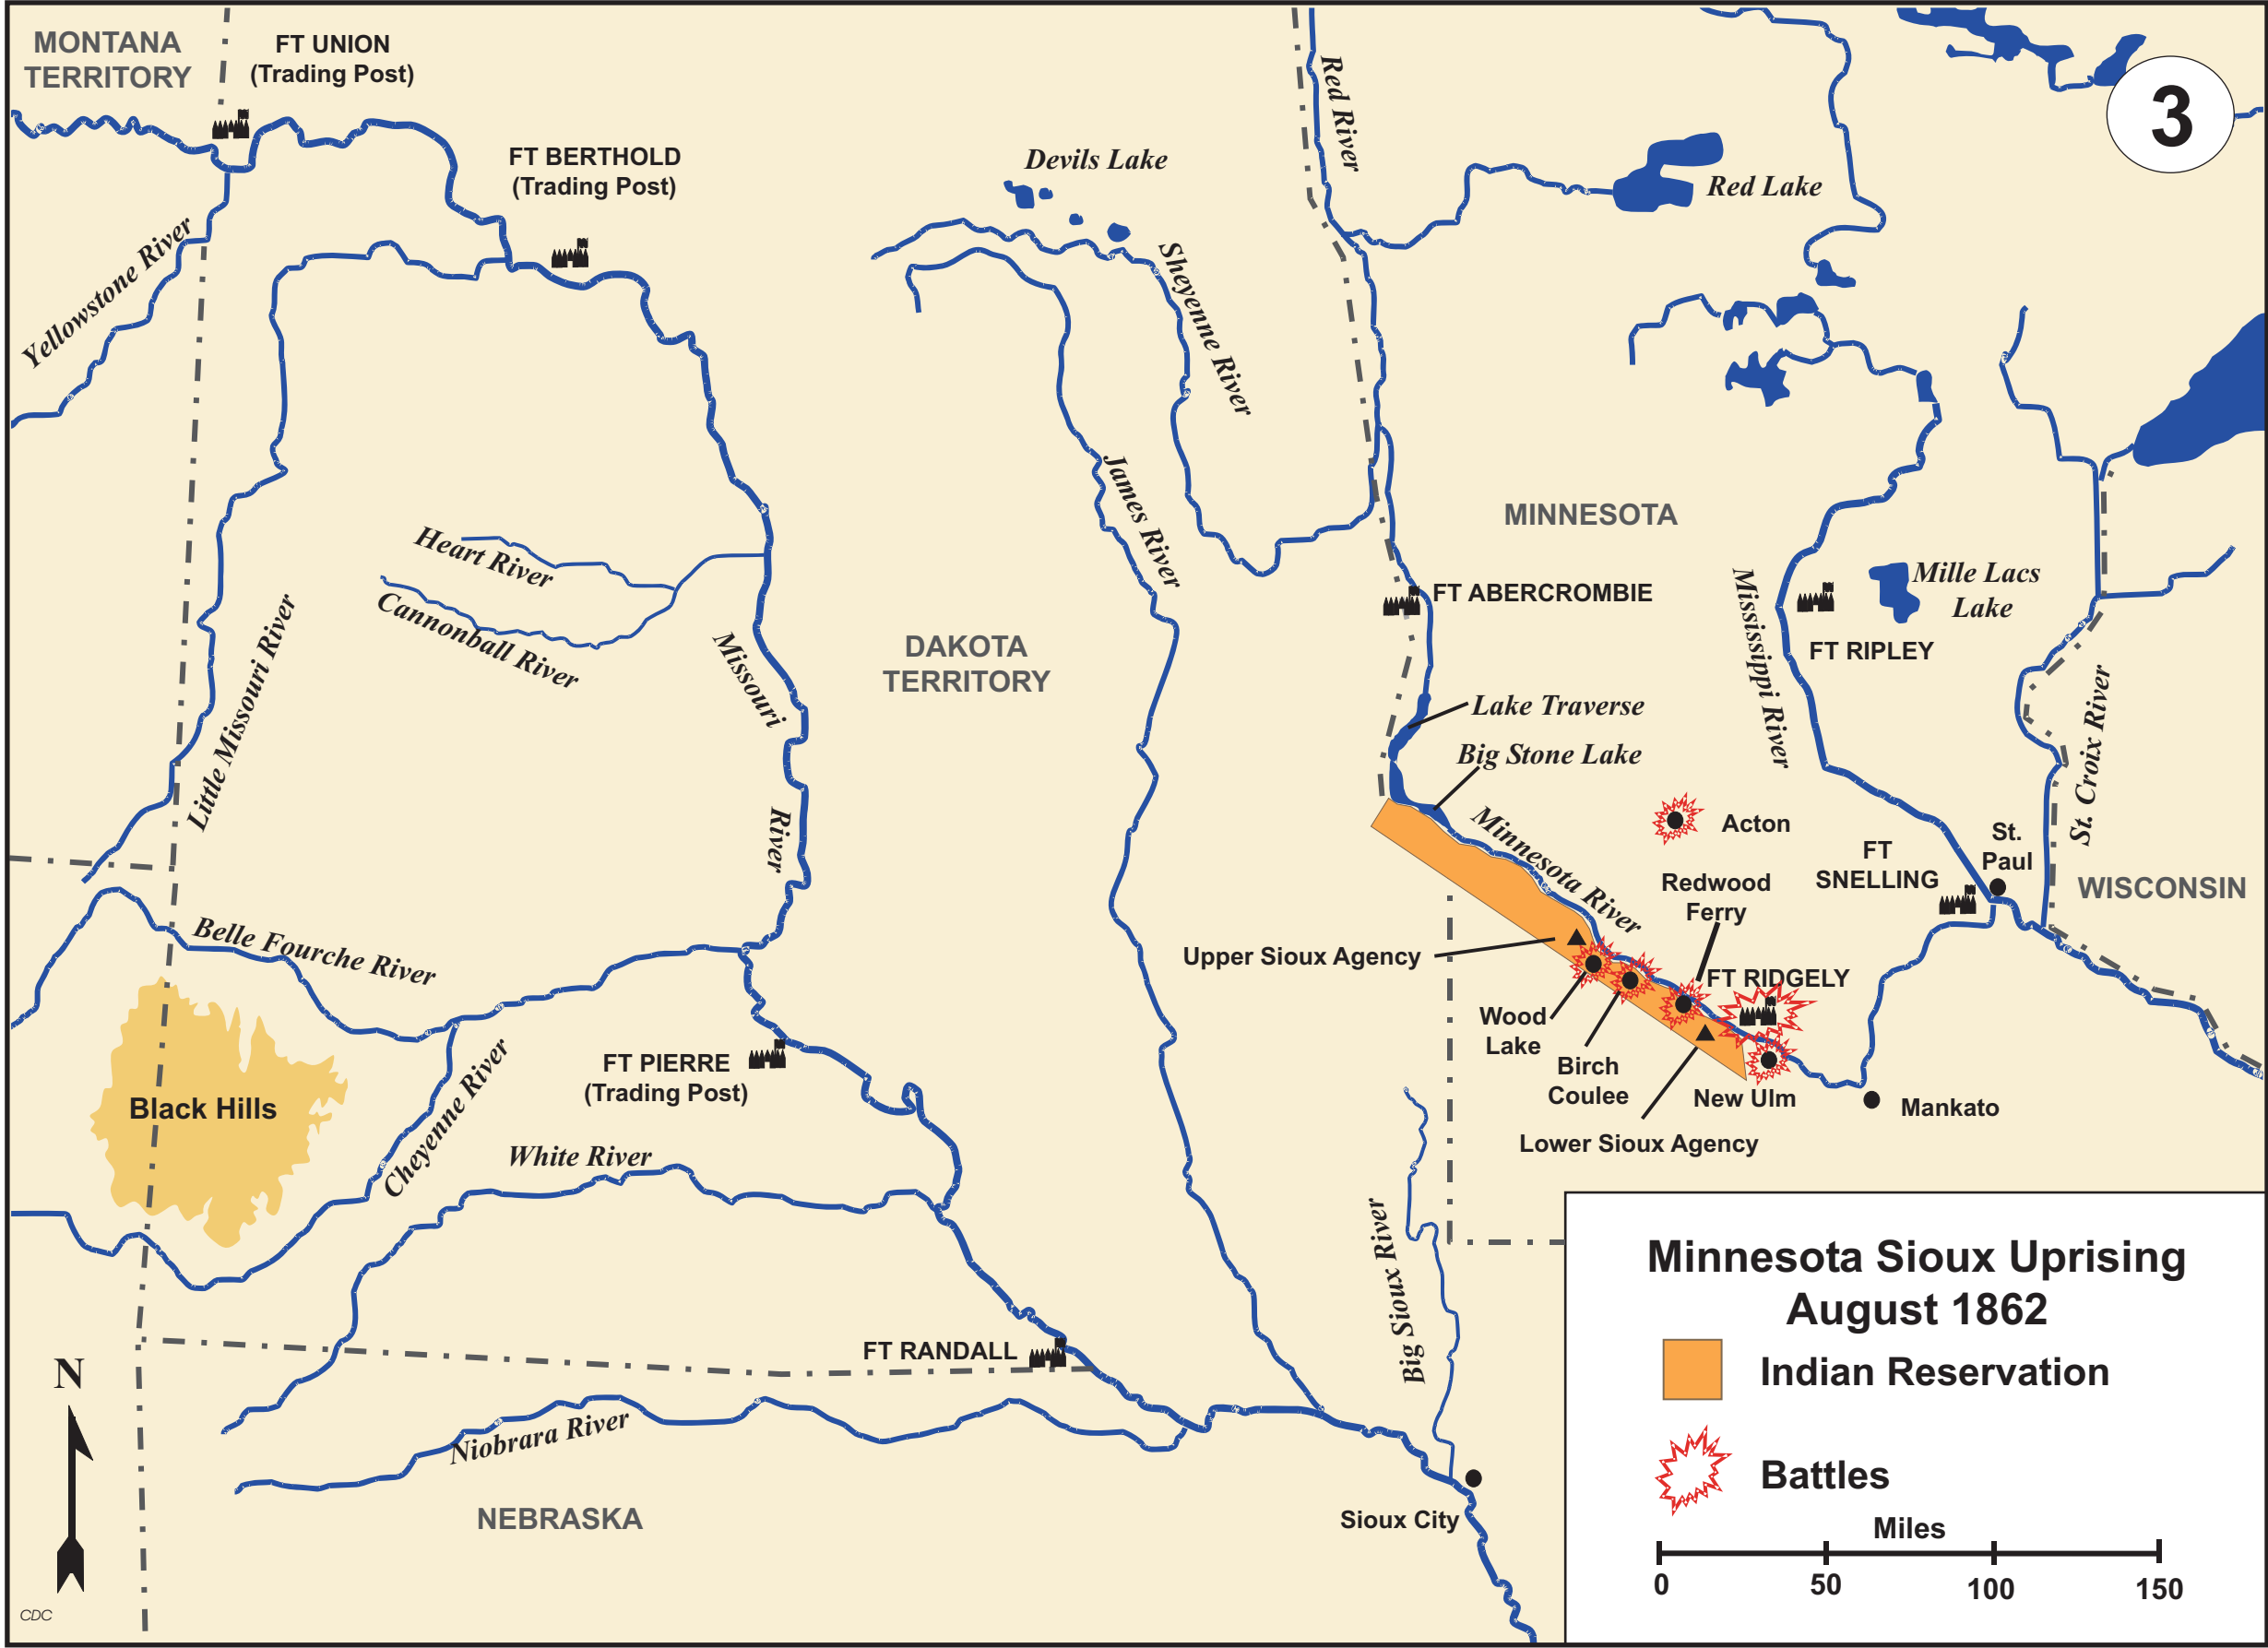 MONTANA
TERRITORY
FT UNION
(Trading Post)
3
Red River
FT BERTHOLD
(Trading Post)
Devils Lake
Red Lake
Yellowstone River
Sheyenne River
James River
MINNESOTA
Heart River
Cannonball River
FT ABERCROMBIE
Mille Lacs
Lake
Mississippi River
FT RIPLEY
Little Missouri River
Missouri
River
DAKOTA
TERRITORY
Lake Traverse
Big Stone Lake
St. Croix River
Minnesota River
Acton
St.
Paul
FT
SNELLING
Redwood
Ferry
WISCONSIN
Belle Fourche River
Upper Sioux Agency
FT RIDGELY
Wood
Lake
Birch
Coulee
New Ulm
Mankato
Lower Sioux Agency
FT PIERRE
(Trading Post)
Black Hills
Cheyenne River
White River
Big Sioux River
FT RANDALL
Niobrara River
NEBRASKA
Sioux City
N
CDC
Minnesota Sioux Uprising
August 1862
Indian Reservation
Battles
Miles
0 50 100 150